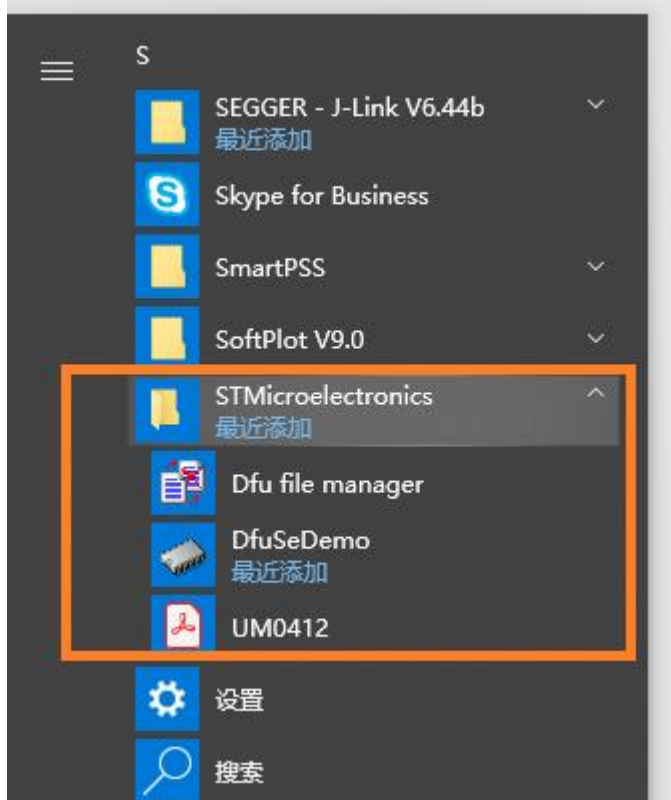 S
SEGGER - J-Link V6.44b
最近添加
Skype for Business
SmartPSS
SoftPlot V9.0
STMicroelectronics
最近添加
Dfu file manager
DfuSeDemo
最近添加
UM0412
设置
搜索